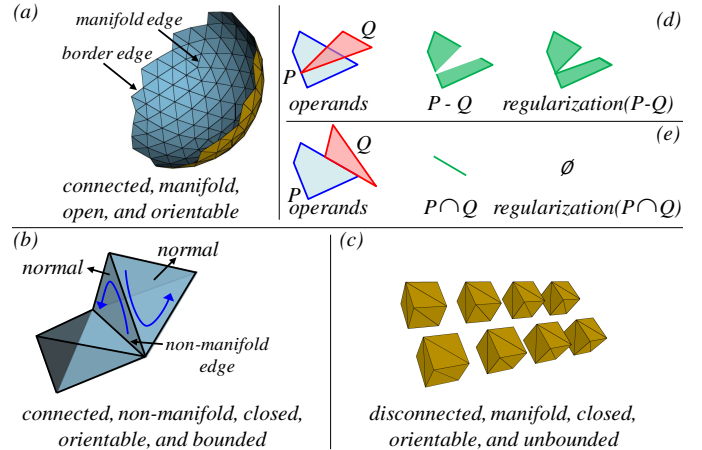 (a)
manifold edge
border edge
connected, manifold,
open, and orientable
(d)
Q
P
operands
P - Q
regularization(P-Q)
(e)
Q
P
operands
P∩Q
∅
regularization(P∩Q)
(b)
normal
normal
non-manifold
edge
connected, non-manifold, closed,
orientable, and bounded
(c)
disconnected, manifold, closed,
orientable, and unbounded